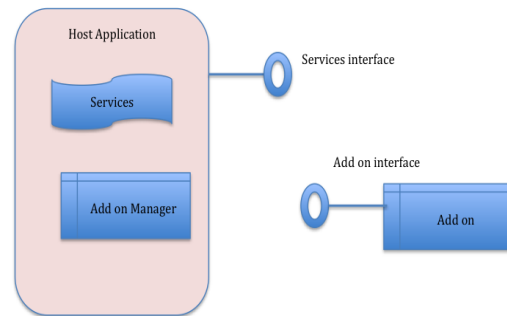 Host Application
Services interface
Services
Add on interface
Add on Manager
Add on